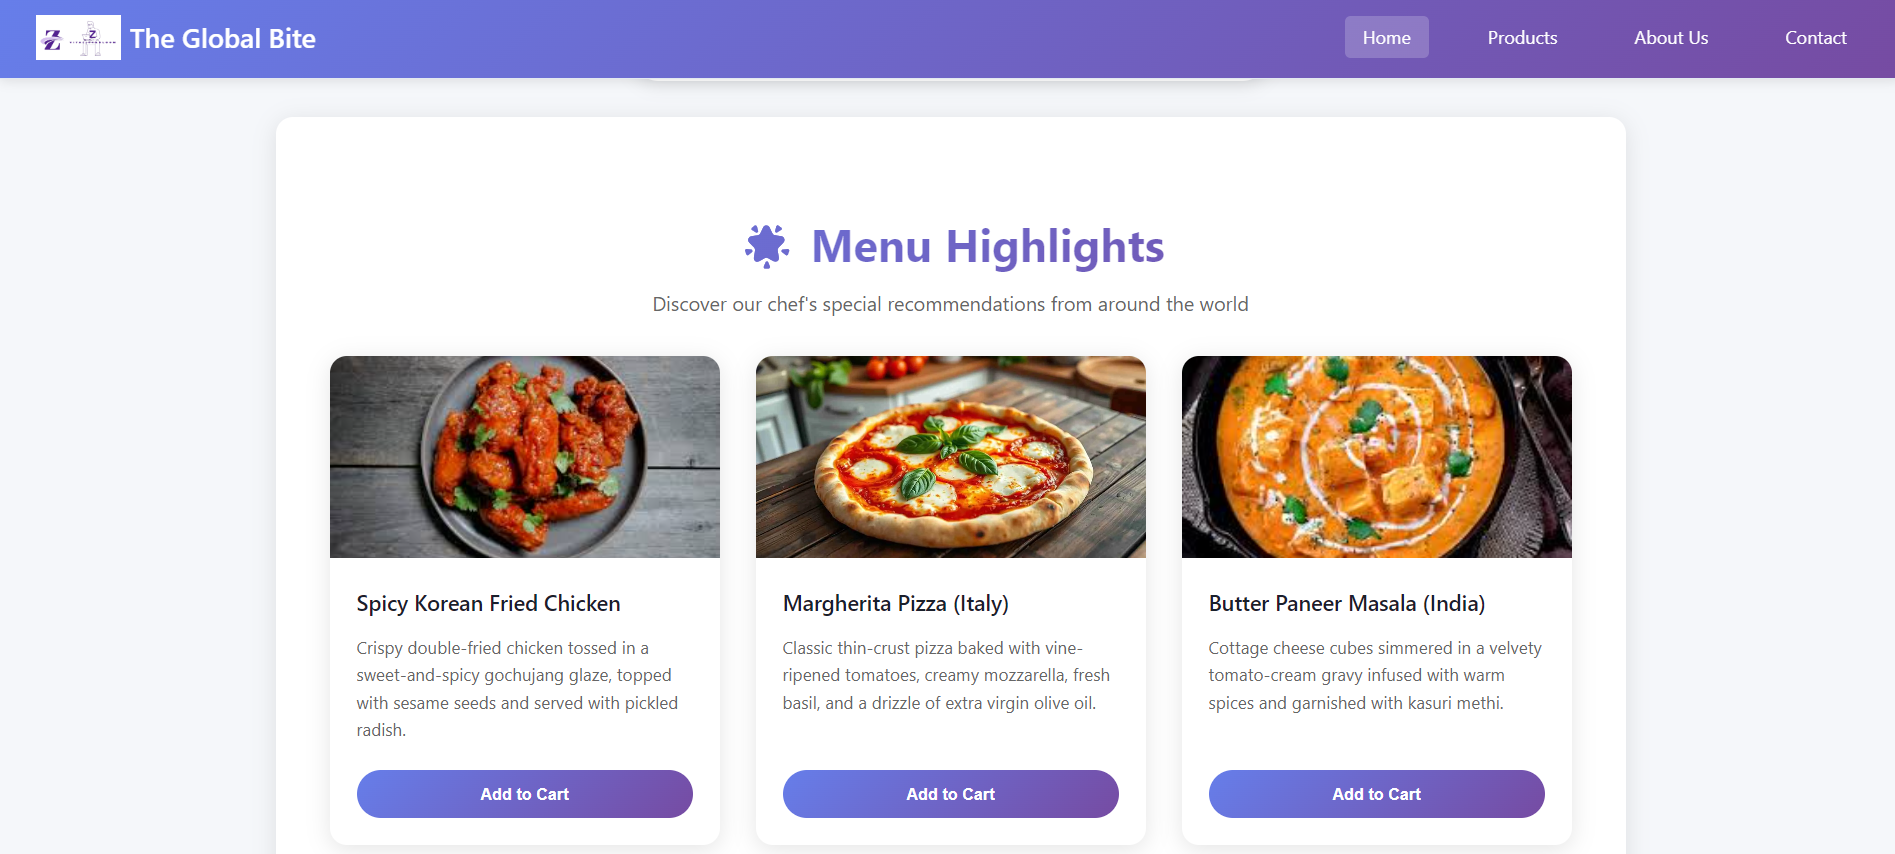 Z
Z
The Global Bite
Home
Products
About Us
Contact
Menu Highlights
Discover our chef's special recommendations from around the world
Spicy Korean Fried Chicken
Crispy double-fried chicken tossed in a
sweet-and-spicy gochujang glaze, topped
with sesame seeds and served with pickled
radish.
Add to Cart
Margherita Pizza (Italy)
Classic thin-crust pizza baked with vine-
ripened tomatoes, creamy mozzarella, fresh
basil, and a drizzle of extra virgin olive oil.
Add to Cart
Butter Paneer Masala (India)
Cottage cheese cubes simmered in a velvety
tomato-cream gravy infused with warm
spices and garnished with kasuri methi.
Add to Cart